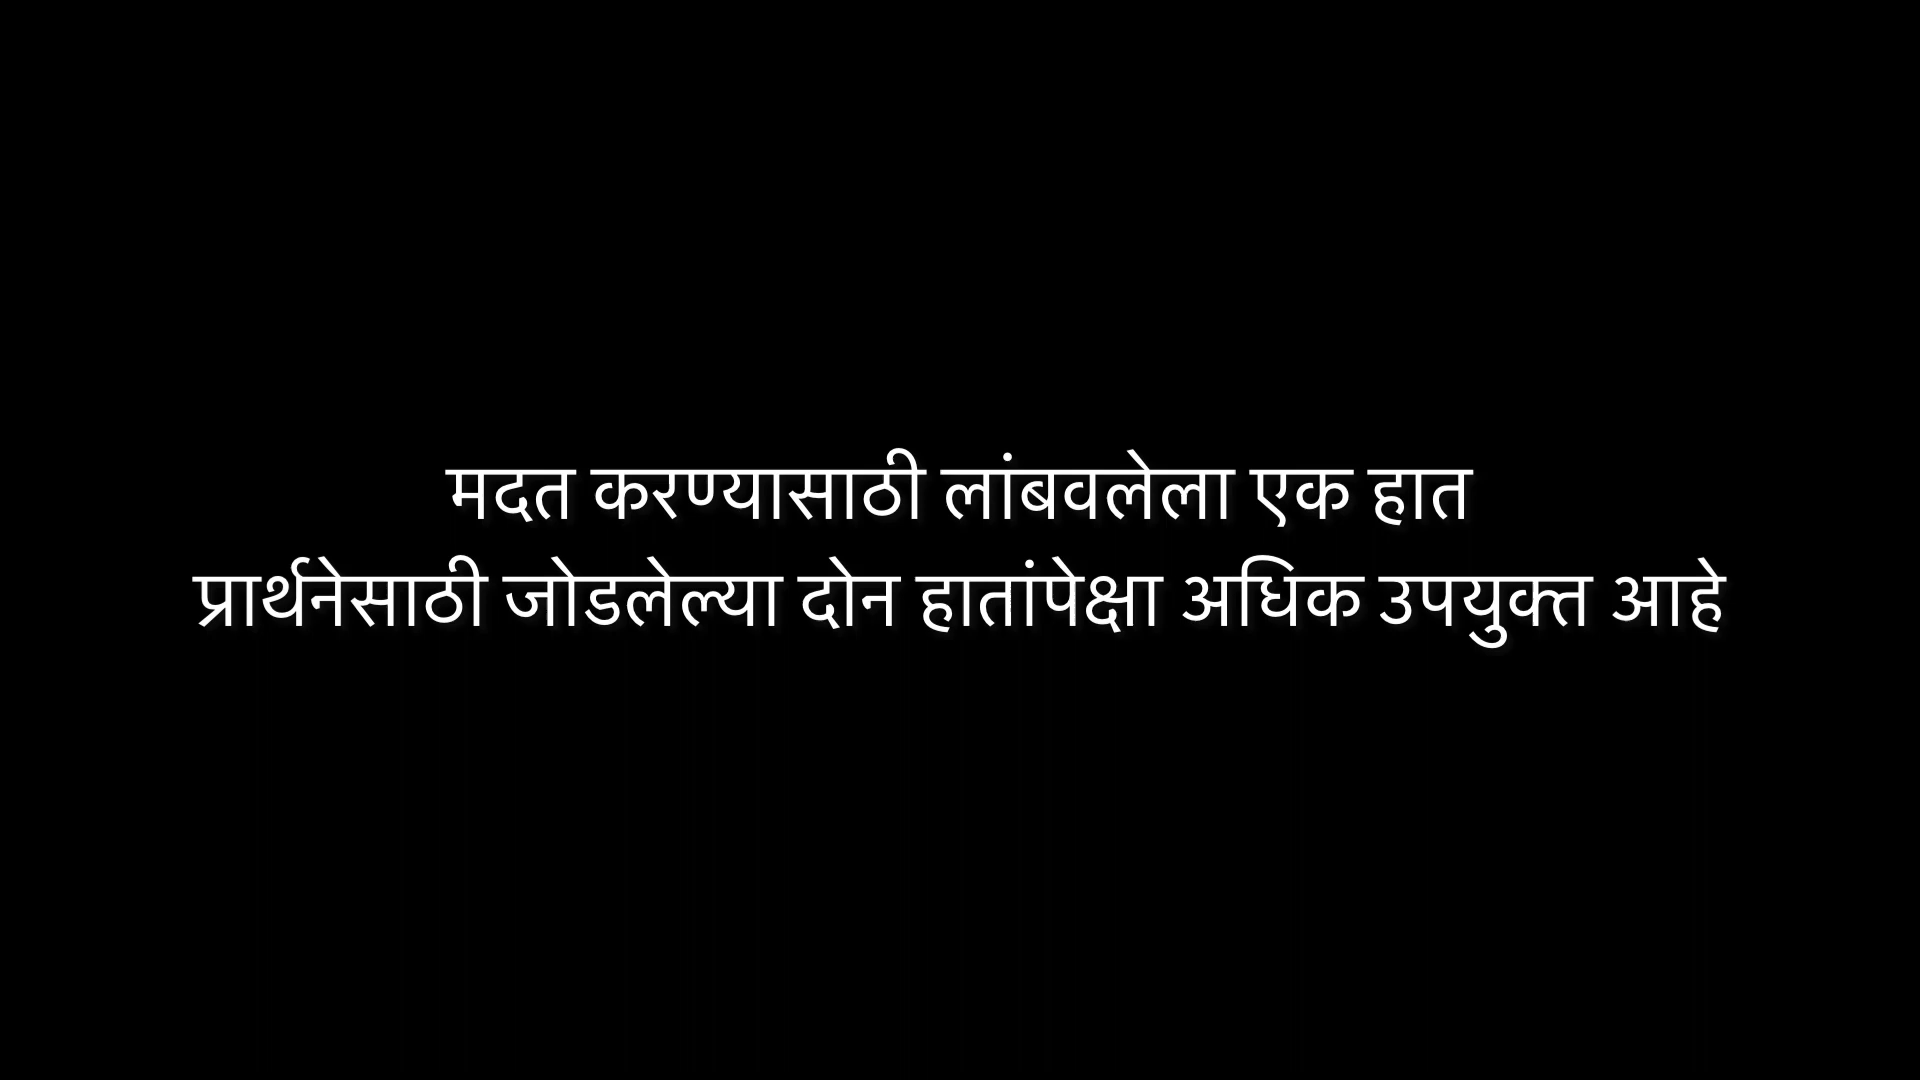 मदत करण्यासाठी लांबवलेला एक हात
प्रार्थनेसाठी जोडलेल्या दोन हातांपेक्षा अधिक उपयुक्त आहे